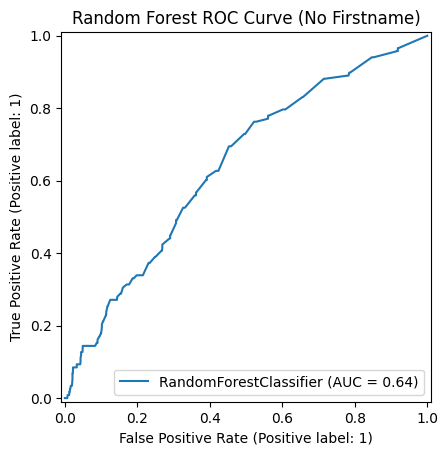 Random Forest ROC Curve (No Firstname)
True Positive Rate (Positive label: 1)
1.0
0.8
0.6
0.4
0.2
0.0
RandomForestClassifier (AUC = 0.64)
0.0 0.2 0.4 0.6 0.8 1.0
False Positive Rate (Positive label: 1)